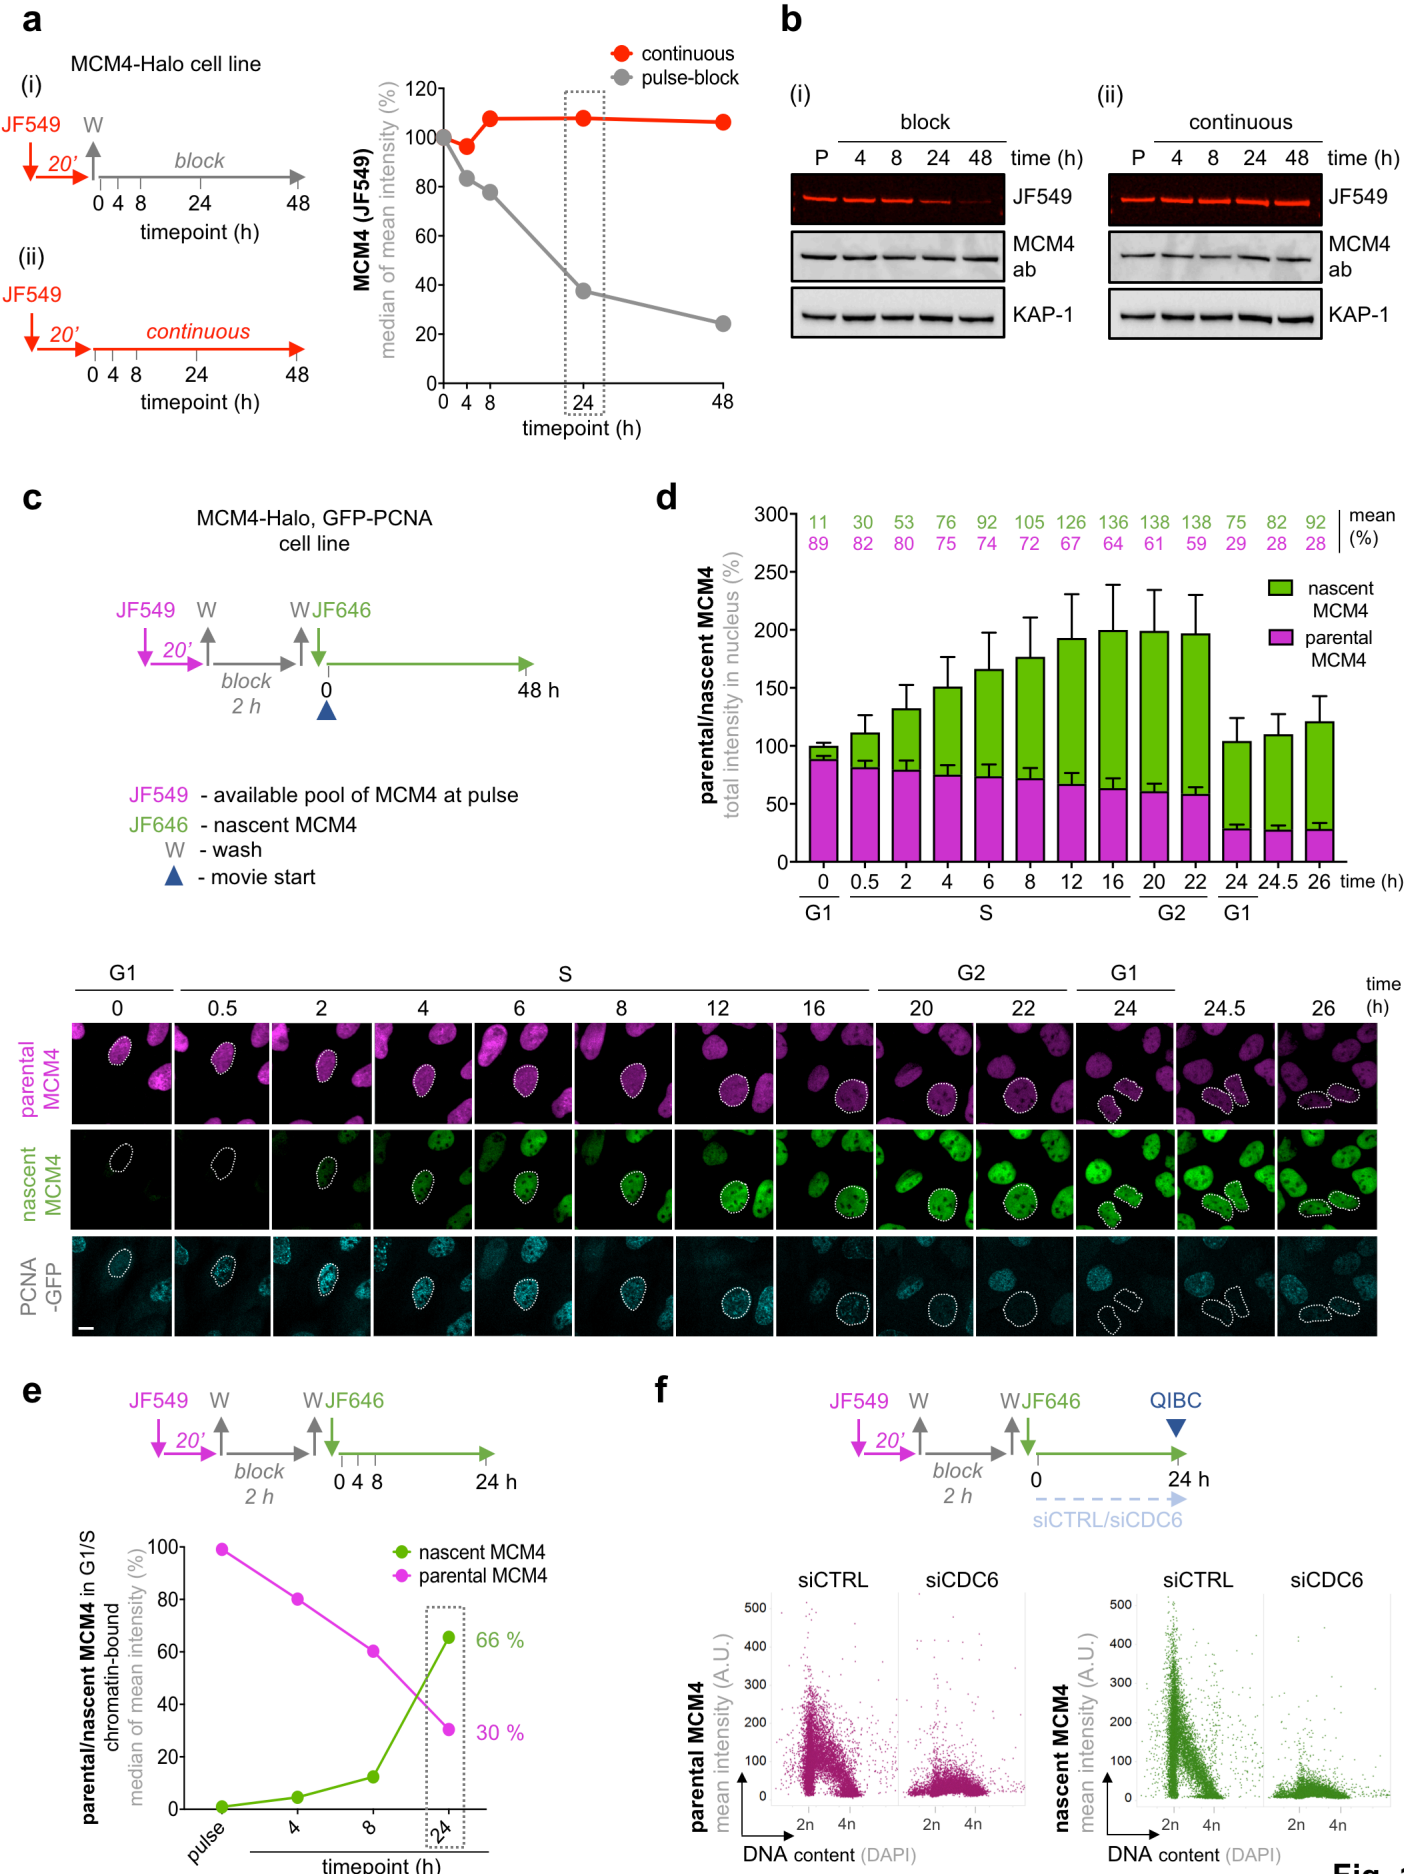 a
MCM4-Halo cell line
(i)
JF549
W
20'
block
0 4 8 24 48
timepoint (h)
(ii)
JF549
20'
continuous
0 4 8 24 48
timepoint (h)
continuous
pulse-block
MCM4 (JF549)
median of mean intensity (%)
120
100
80
60
40
20
0
0 4 8 24 48
timepoint (h)
b
(i)
block
P 4 8 24 48 time (h)
JF549
MCM4
ab
KAP-1
(ii)
continuous
P 4 8 24 48 time (h)
JF549
MCM4
ab
KAP-1
c
MCM4-Halo, GFP-PCNA
cell line
JF549 W W JF646
20'
block
2 h
0
48 h
JF549 - available pool of MCM4 at pulse
JF646 - nascent MCM4
W - wash
- movie start
d
parental/nascent MCM4
total intensity in nucleus (%)
300
250
200
150
100
50
0
11 30 53 76 92 105 126 136 138 138 75 82 92
89 82 80 75 74 72 67 64 61 59 29 28 28
mean
(%)
nascent
MCM4
parental
MCM4
0 0.5 2 4 6 8 12 16 20 22 24 24.5 26 time (h)
G1 S G2 G1
G1 S G2 G1
0 0.5 2 4 6 8 12 16 20 22 24 24.5 26
time
(h)
parental
MCM4
nascent
MCM4
PCNA
-GFP
e
JF549 W W JF646
20'
block
2 h
0 4 8 24 h
parental/nascent MCM4 in G1/S
chromatin-bound
median of mean intensity (%)
100
80
60
40
20
0
nascent MCM4
parental MCM4
66 %
30 %
pulse 4 8 24
timepoint (h)
f
JF549 W W JF646 QIBC
20'
block
2 h
0
24 h
siCTRL/siCDC6
siCTRL siCDC6
parental MCM4
mean intensity (A.U.)
500
400
300
200
100
0
2n 4n 2n 4n
DNA content (DAPI)
siCTRL siCDC6
nascent MCM4
mean intensity (A.U.)
500
400
300
200
100
0
2n 4n 2n 4n
DNA content (DAPI)